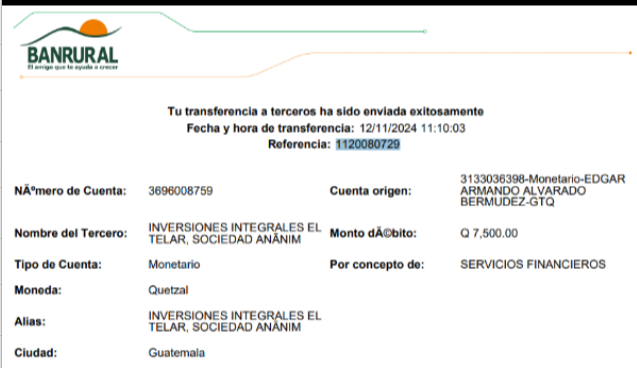 BANRURAL
El amigo que te ayuda a crecer
Tu transferencia a terceros ha sido enviada exitosamente
Fecha y hora de transferencia: 12/11/2024 11:10:03
Referencia: 1120080729
NÃºmero de Cuenta: 3696008759
Cuenta origen: 3133036398-Monetario-EDGAR
ARMANDO ALVARADO
BERMUDEZ-GTQ
Nombre del Tercero: INVERSIONES INTEGRALES EL
TELAR, SOCIEDAD ANÃNIM
Monto dÃ©bito: Q 7,500.00
Tipo de Cuenta: Monetario
Por concepto de: SERVICIOS FINANCIEROS
Moneda: Quetzal
Alias: INVERSIONES INTEGRALES EL
TELAR, SOCIEDAD ANÃNIM
Ciudad: Guatemala